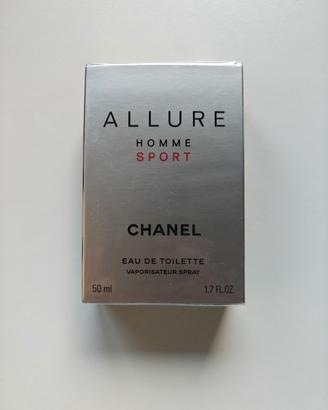 ALLURE
HOMME
SPORT
CHANEL
EAU DE TOILETTE
VAPORISATEUR SPRAY
50 ml 1.7 FL.OZ.